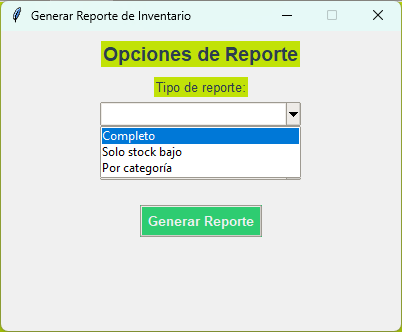 Generar Reporte de Inventario
Opciones de Reporte
Tipo de reporte:
Completo
Solo stock bajo
Por categoría
Generar Reporte